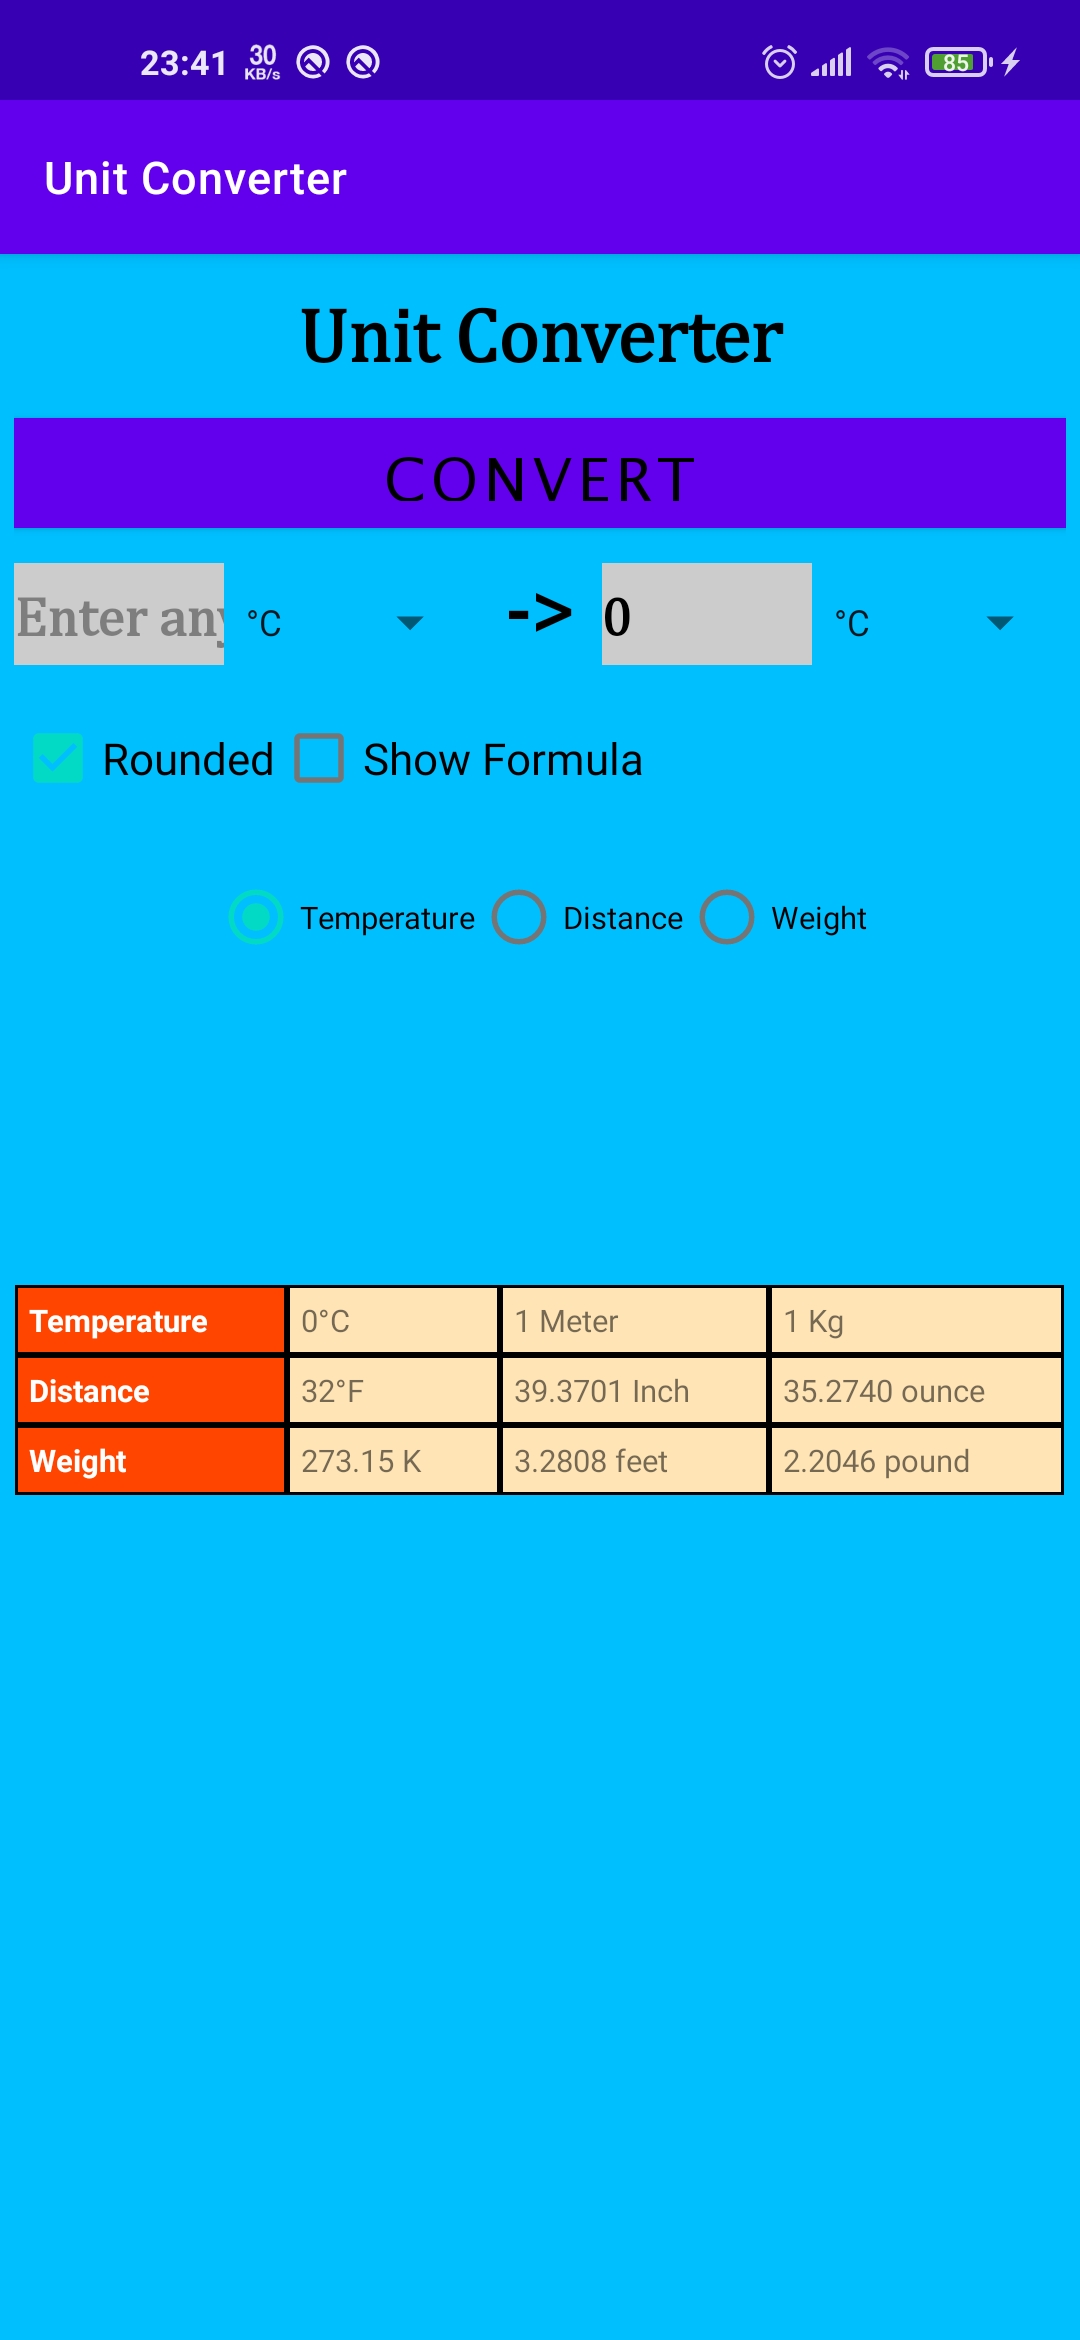 23:41 30 KB/s 85
Unit Converter
Unit Converter
CONVERT
Enter any °C -> 0 °C
Rounded Show Formula
Temperature Distance Weight
Temperature 0°C 1 Meter 1 Kg
Distance 32°F 39.3701 Inch 35.2740 ounce
Weight 273.15 K 3.2808 feet 2.2046 pound